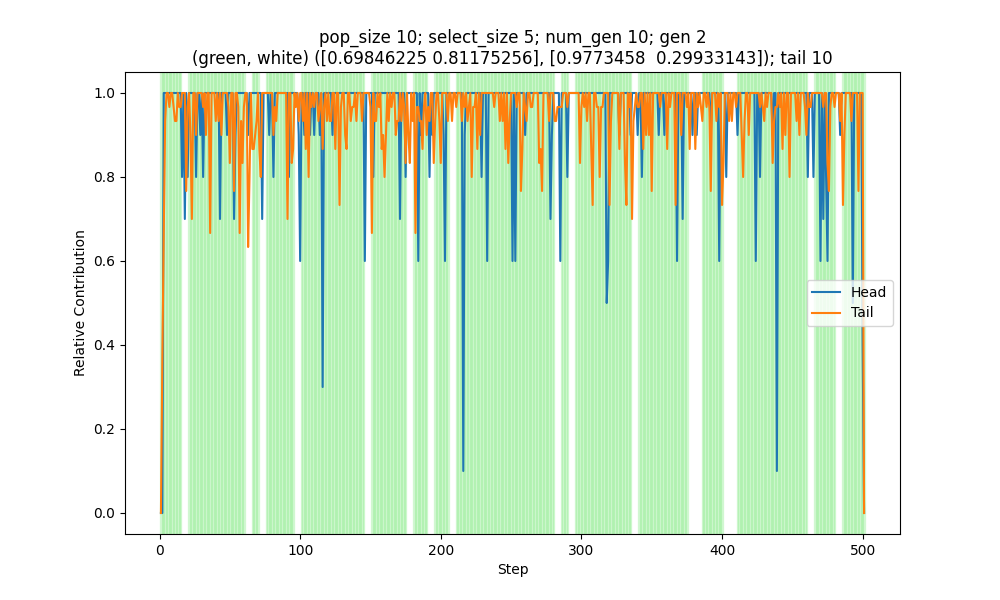 pop_size 10; select_size 5; num_gen 10; gen 2
(green, white) ([0.69846225 0.81175256], [0.9773458  0.29933143]); tail 10
1.0
0.8
0.6
0.4
0.2
0.0
Relative Contribution
Head
Tail
0
100
200
300
400
500
Step